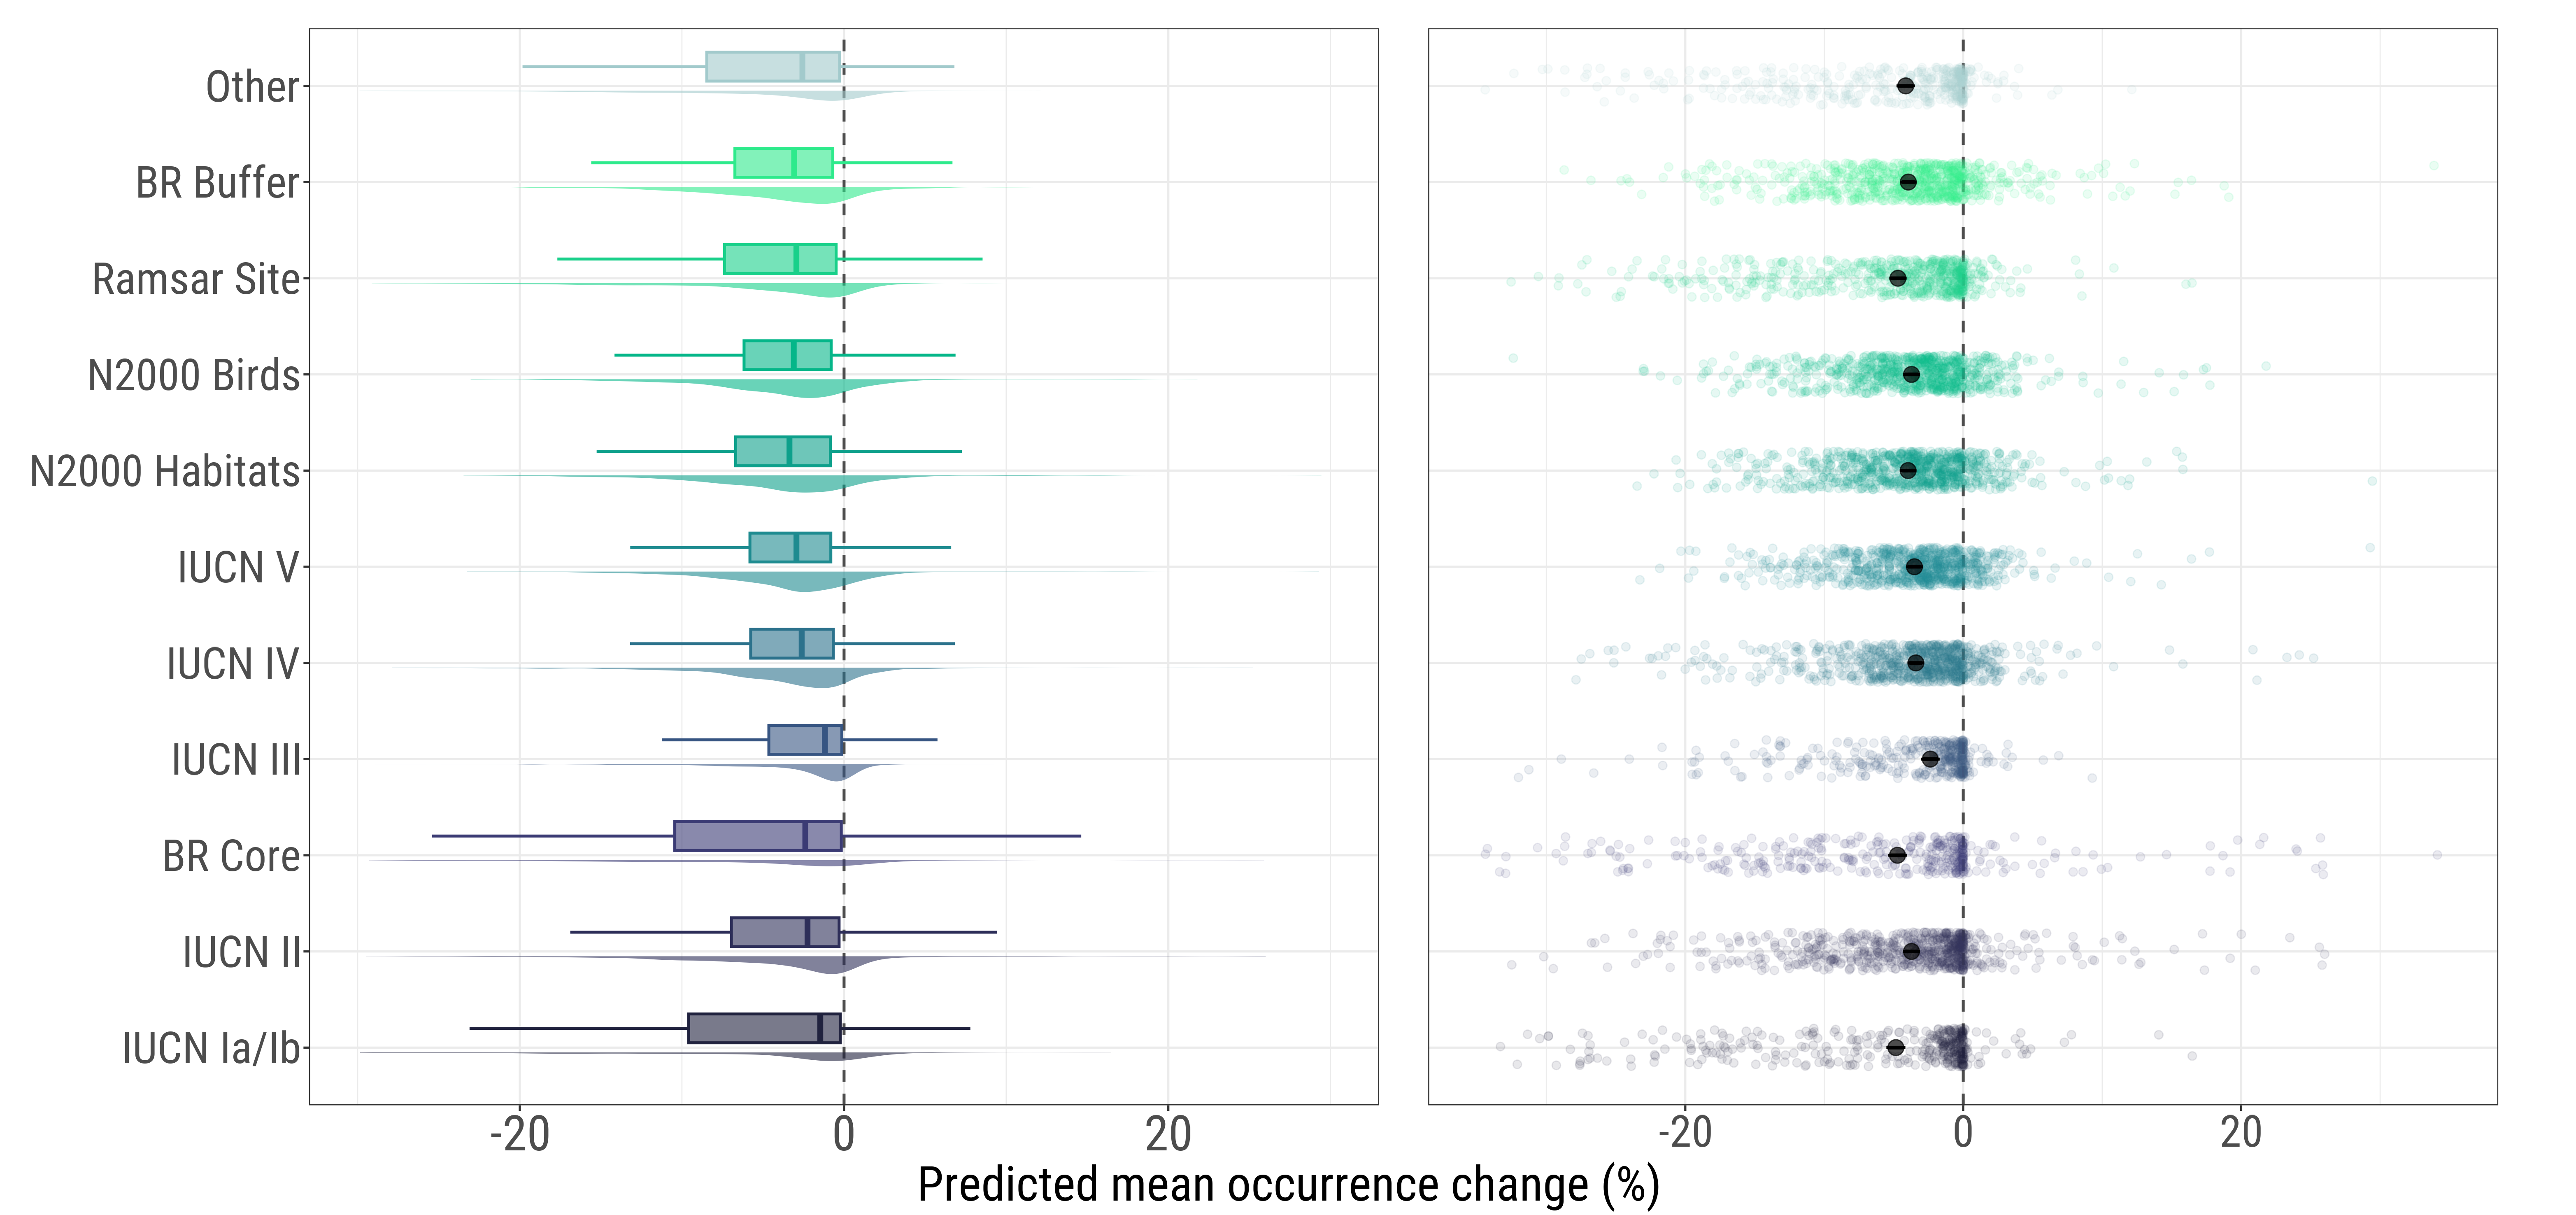 Other
BR Buffer
Ramsar Site
N2000 Birds
N2000 Habitats
IUCN V
IUCN IV
IUCN III
BR Core
IUCN II
IUCN Ia/Ib
-20 0 20 -20 0 20
Predicted mean occurrence change (%)